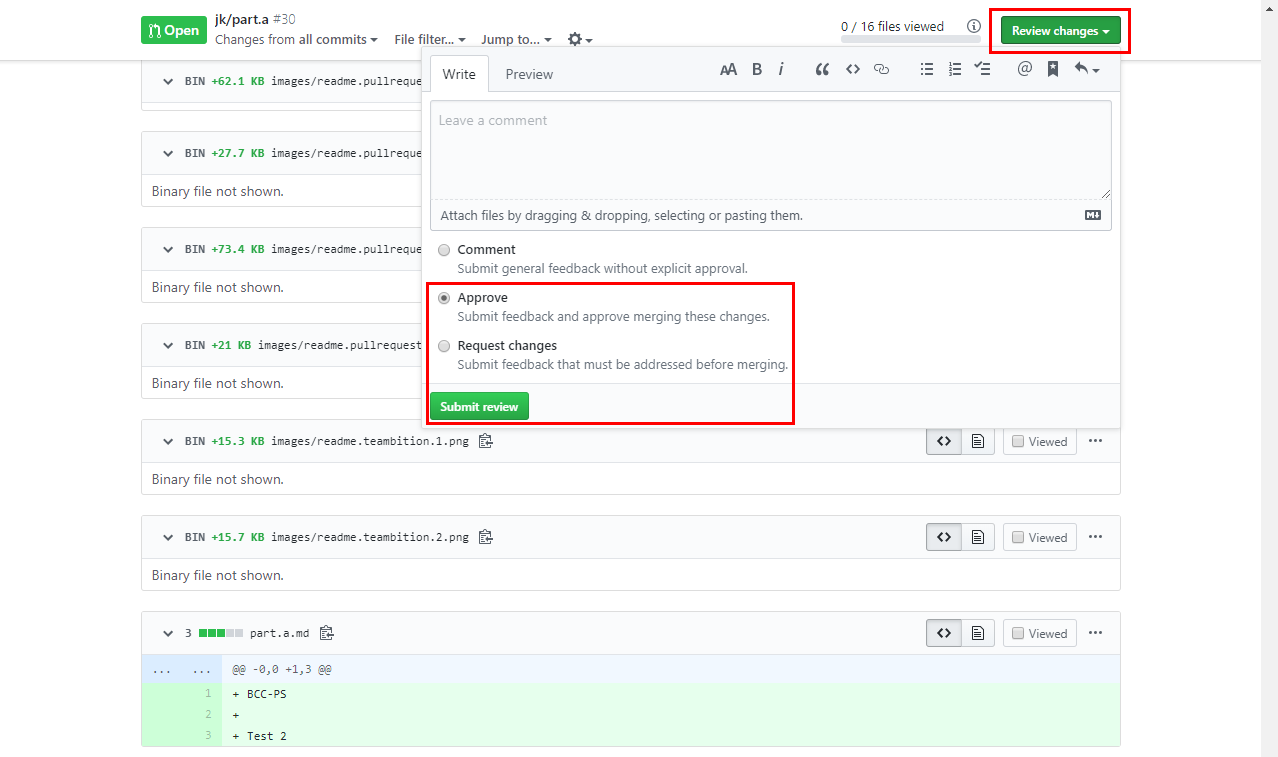 Open
jk/part.a #30
Changes from all commits File filter... Jump to...
0 / 16 files viewed
Review changes
Write Preview
AA B i
Leave a comment
Attach files by dragging & dropping, selecting or pasting them.
Comment
Submit general feedback without explicit approval.
Approve
Submit feedback and approve merging these changes.
Request changes
Submit feedback that must be addressed before merging.
Submit review
BIN +62.1 KB images/readme.pullreque
BIN +27.7 KB images/readme.pullreque
Binary file not shown.
BIN +73.4 KB images/readme.pullreque
Binary file not shown.
BIN +21 KB images/readme.pullrequest
Binary file not shown.
BIN +15.3 KB images/readme.teambition.1.png Viewed
Binary file not shown.
BIN +15.7 KB images/readme.teambition.2.png Viewed
Binary file not shown.
3 part.a.md Viewed
... ... @@ -0,0 +1,3 @@
1 + BCC-PS
2 +
3 + Test 2